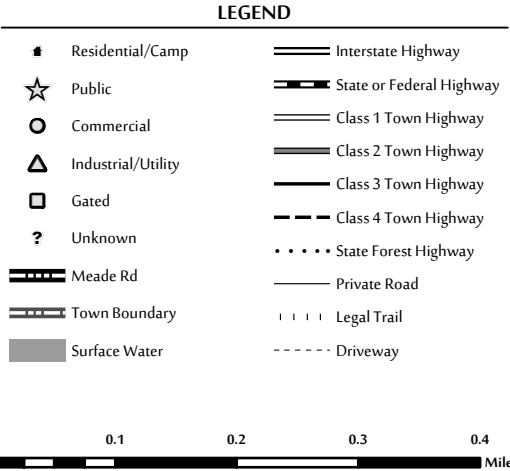 LEGEND
Residential/Camp
Public
Commercial
Industrial/Utility
Gated
? Unknown
Meade Rd
Town Boundary
Surface Water
Interstate Highway
State or Federal Highway
Class 1 Town Highway
Class 2 Town Highway
Class 3 Town Highway
Class 4 Town Highway
State Forest Highway
Private Road
Legal Trail
Driveway
0.1 0.2 0.3 0.4
Mile